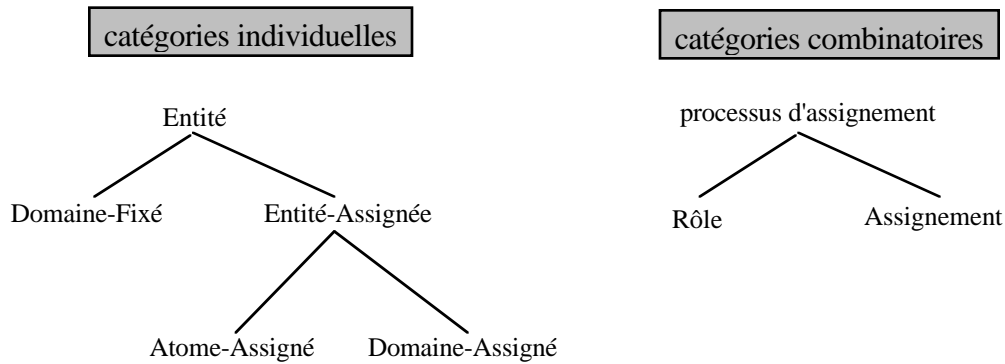 catégories individuelles
catégories combinatoires
Entité
processus d'assignement
Domaine-Fixé
Entité-Assignée
Rôle
Assignement
Atome-Assigné
Domaine-Assigné